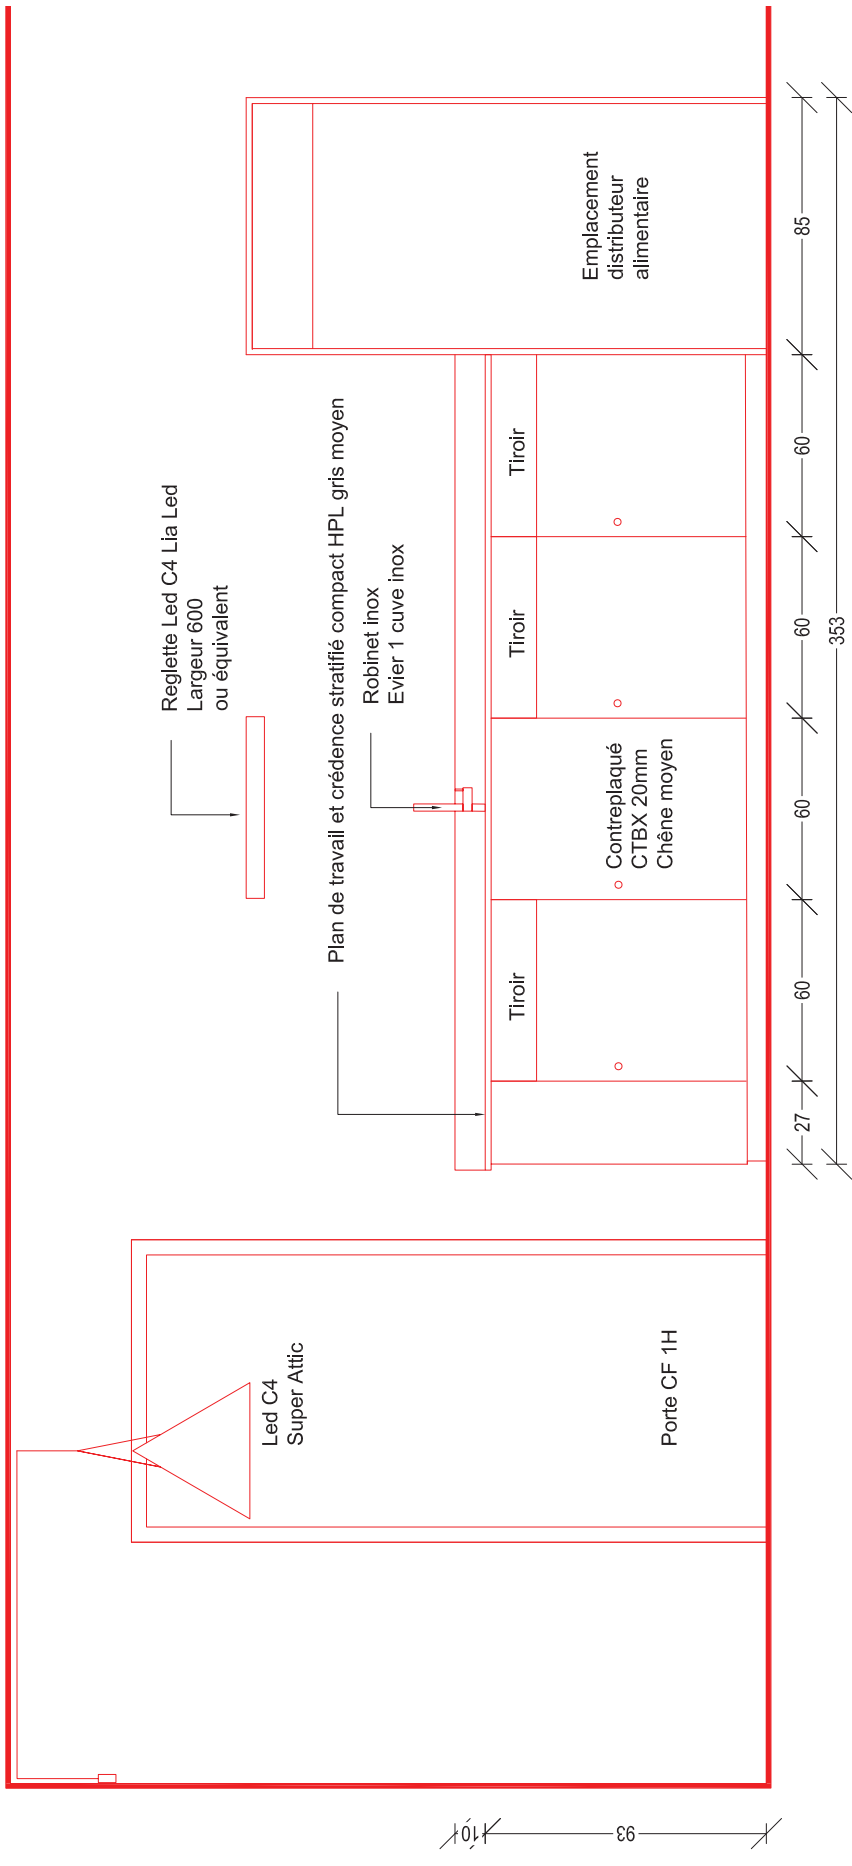 Reglette Led C4 Lia Led
Largeur 600
ou équivalent
Plan de travail et crédence stratifié compact HPL gris moyen
Robinet inox
Evier 1 cuve inox
Led C4
Super Attic
Porte CF 1H
Tiroir
Contreplaqué
CTBX 20mm
Chêne moyen
Tiroir
Tiroir
Emplacement
distributeur
alimentaire
10
93
27
60
60
60
60
85
353